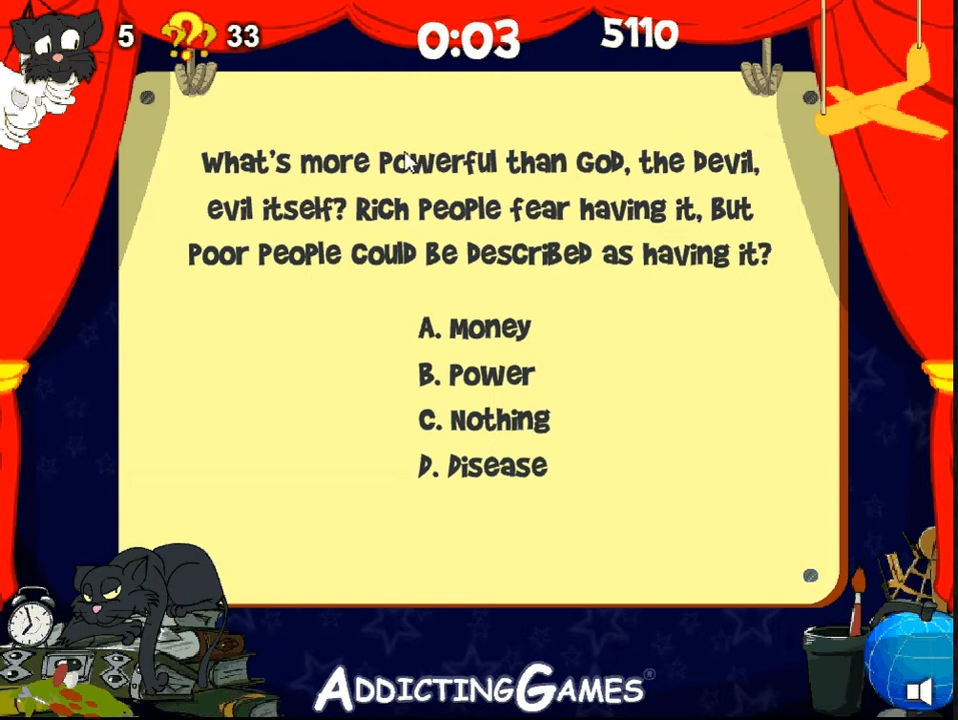 5 ??? 33 0:03 5110
What's more powerful than God, the Devil,
evil itself? Rich people fear having it, but
poor people could be described as having it?
A. Money
B. Power
C. Nothing
D. Disease
ADDICTINGGAMES®